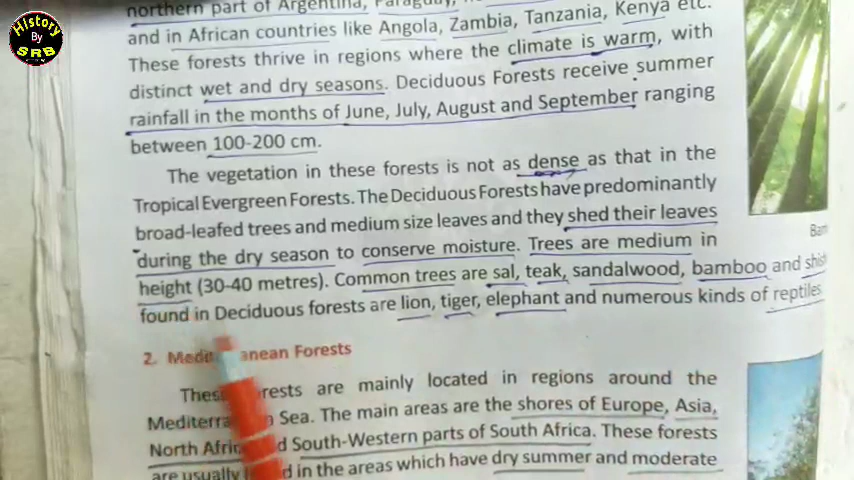 History
By
SRB
northern part of Argentina, Paraguay,
and in African countries like Angola, Zambia, Tanzania, Kenya etc.
These forests thrive in regions where the climate is warm, with
distinct wet and dry seasons. Deciduous Forests receive summer
rainfall in the months of June, July, August and September ranging
between 100-200 cm.
The vegetation in these forests is not as dense as that in the
Tropical Evergreen Forests. The Deciduous Forests have predominantly
broad-leafed trees and medium size leaves and they shed their leaves
during the dry season to conserve moisture. Trees are medium in
height (30-40 metres). Common trees are sal, teak, sandalwood, bamboo and
found in Deciduous forests are lion, tiger, elephant and numerous kinds of reptiles
Bam
2. Mediterranean Forests
These forests are mainly located in regions around the
Mediterranean Sea. The main areas are the shores of Europe, Asia,
North Africa and South-Western parts of South Africa. These forests
are usually in the areas which have dry summer and moderate